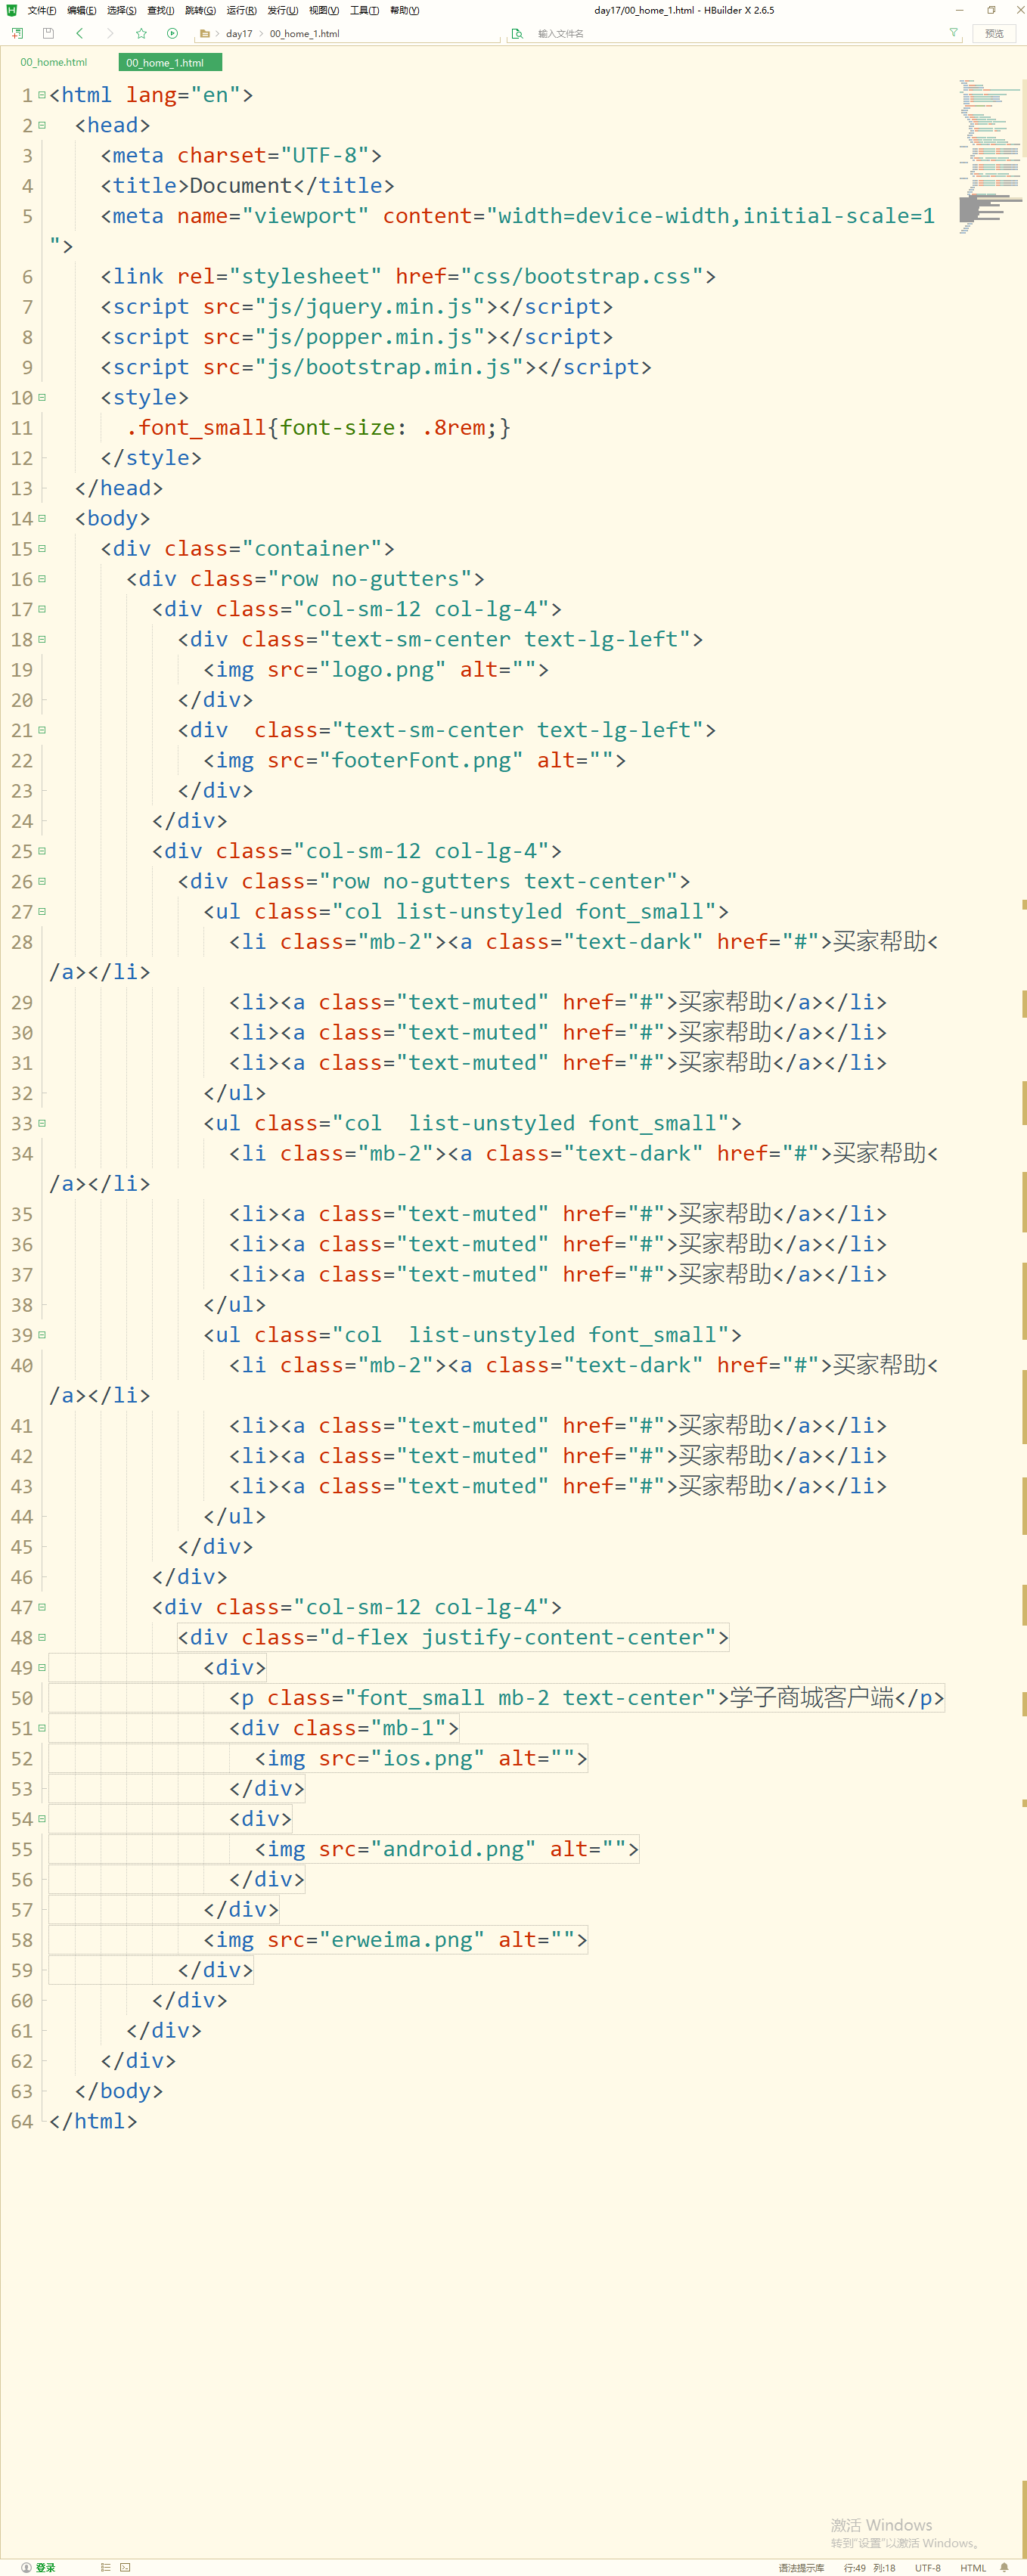 文件(F) 编辑(E) 选择(S) 查找(I) 跳转(G) 运行(R) 发行(U) 视图(V) 工具(T) 帮助(Y) day17/00_home_1.html - HBuilder X 2.6.5
day17 00_home_1.html 输入文件名 预览
00_home.html 00_home_1.html
1 <html lang="en">
2 <head>
3 <meta charset="UTF-8">
4 <title>Document</title>
5 <meta name="viewport" content="width=device-width,initial-scale=1
">
6 <link rel="stylesheet" href="css/bootstrap.css">
7 <script src="js/jquery.min.js"></script>
8 <script src="js/popper.min.js"></script>
9 <script src="js/bootstrap.min.js"></script>
10 <style>
11 .font_small{font-size: .8rem;}
12 </style>
13 </head>
14 <body>
15 <div class="container">
16 <div class="row no-gutters">
17 <div class="col-sm-12 col-lg-4">
18 <div class="text-sm-center text-lg-left">
19 <img src="logo.png" alt="">
20 </div>
21 <div  class="text-sm-center text-lg-left">
22 <img src="footerFont.png" alt="">
23 </div>
24 </div>
25 <div class="col-sm-12 col-lg-4">
26 <div class="row no-gutters text-center">
27 <ul class="col list-unstyled font_small">
28 <li class="mb-2"><a class="text-dark" href="#">买家帮助<
/a></li>
29 <li><a class="text-muted" href="#">买家帮助</a></li>
30 <li><a class="text-muted" href="#">买家帮助</a></li>
31 <li><a class="text-muted" href="#">买家帮助</a></li>
32 </ul>
33 <ul class="col  list-unstyled font_small">
34 <li class="mb-2"><a class="text-dark" href="#">买家帮助<
/a></li>
35 <li><a class="text-muted" href="#">买家帮助</a></li>
36 <li><a class="text-muted" href="#">买家帮助</a></li>
37 <li><a class="text-muted" href="#">买家帮助</a></li>
38 </ul>
39 <ul class="col  list-unstyled font_small">
40 <li class="mb-2"><a class="text-dark" href="#">买家帮助<
/a></li>
41 <li><a class="text-muted" href="#">买家帮助</a></li>
42 <li><a class="text-muted" href="#">买家帮助</a></li>
43 <li><a class="text-muted" href="#">买家帮助</a></li>
44 </ul>
45 </div>
46 </div>
47 <div class="col-sm-12 col-lg-4">
48 <div class="d-flex justify-content-center">
49 <div>
50 <p class="font_small mb-2 text-center">学子商城客户端</p>
51 <div class="mb-1">
52 <img src="ios.png" alt="">
53 </div>
54 <div>
55 <img src="android.png" alt="">
56 </div>
57 </div>
58 <img src="erweima.png" alt="">
59 </div>
60 </div>
61 </div>
62 </div>
63 </body>
64 </html>
激活 Windows
转到"设置"以激活 Windows。
登录 语法提示库 行:49 列:18 UTF-8 HTML